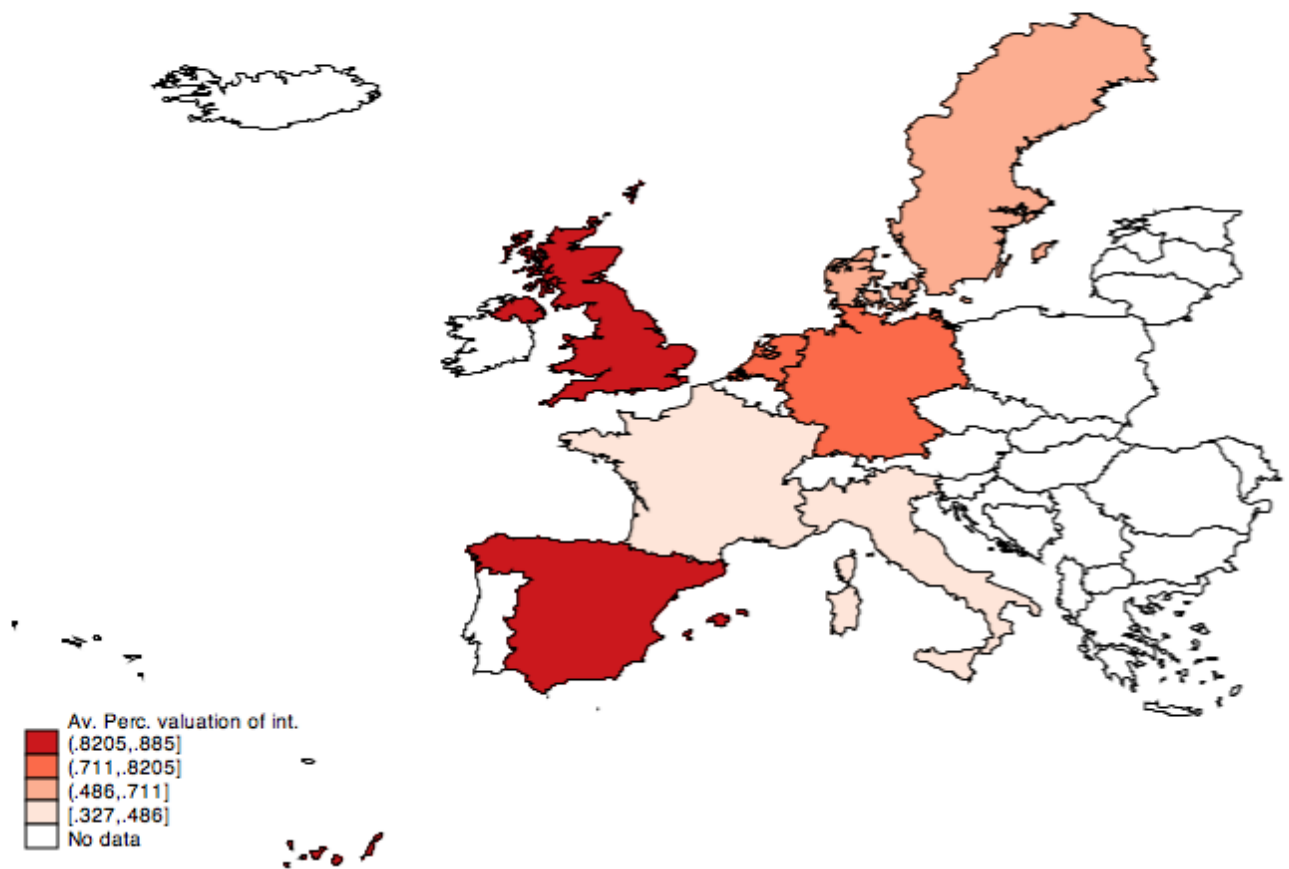 Av. Perc. valuation of int.
(.8205,.885]
(.711,.8205]
(.486,.711]
[.327,.486]
No data